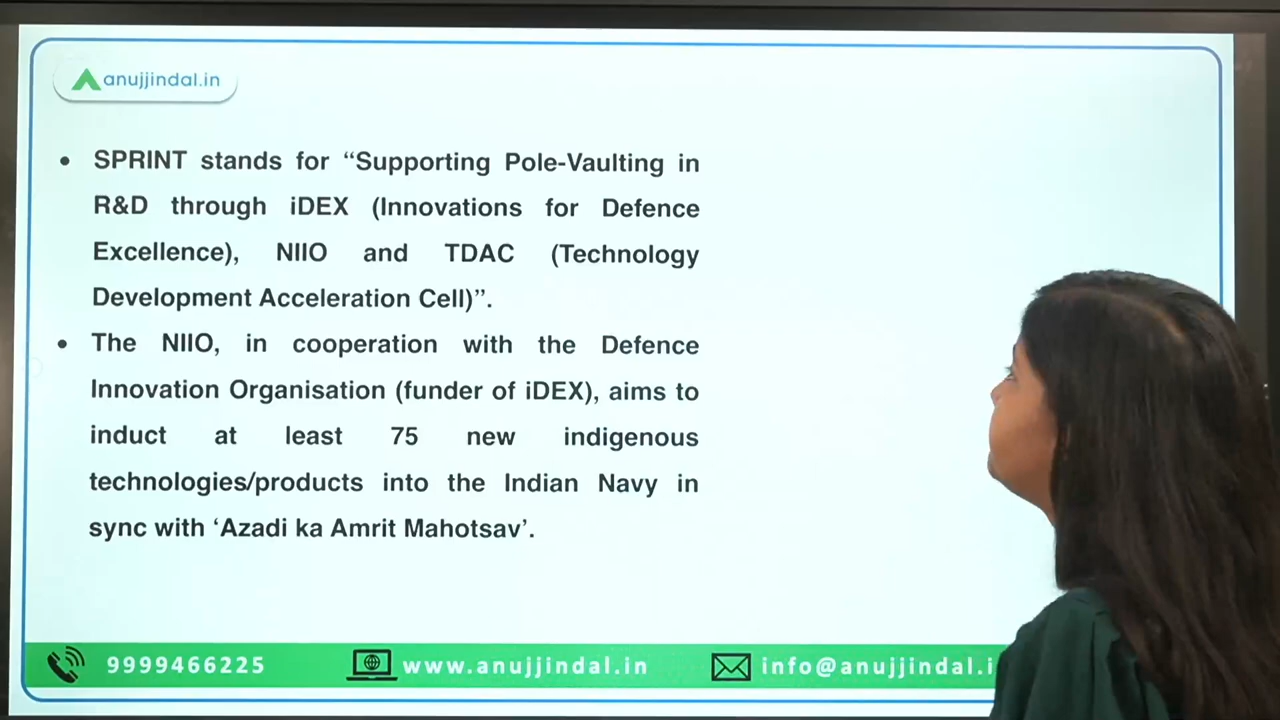 anujjindal.in
• SPRINT stands for “Supporting Pole-Vaulting in
R&D through iDEX (Innovations for Defence
Excellence), NIIO and TDAC (Technology
Development Acceleration Cell)”.
• The NIIO, in cooperation with the Defence
Innovation Organisation (funder of iDEX), aims to
induct at least 75 new indigenous
technologies/products into the Indian Navy in
sync with ‘Azadi ka Amrit Mahotsav’.
9999466225 www.anujjindal.in info@anujjindal.i